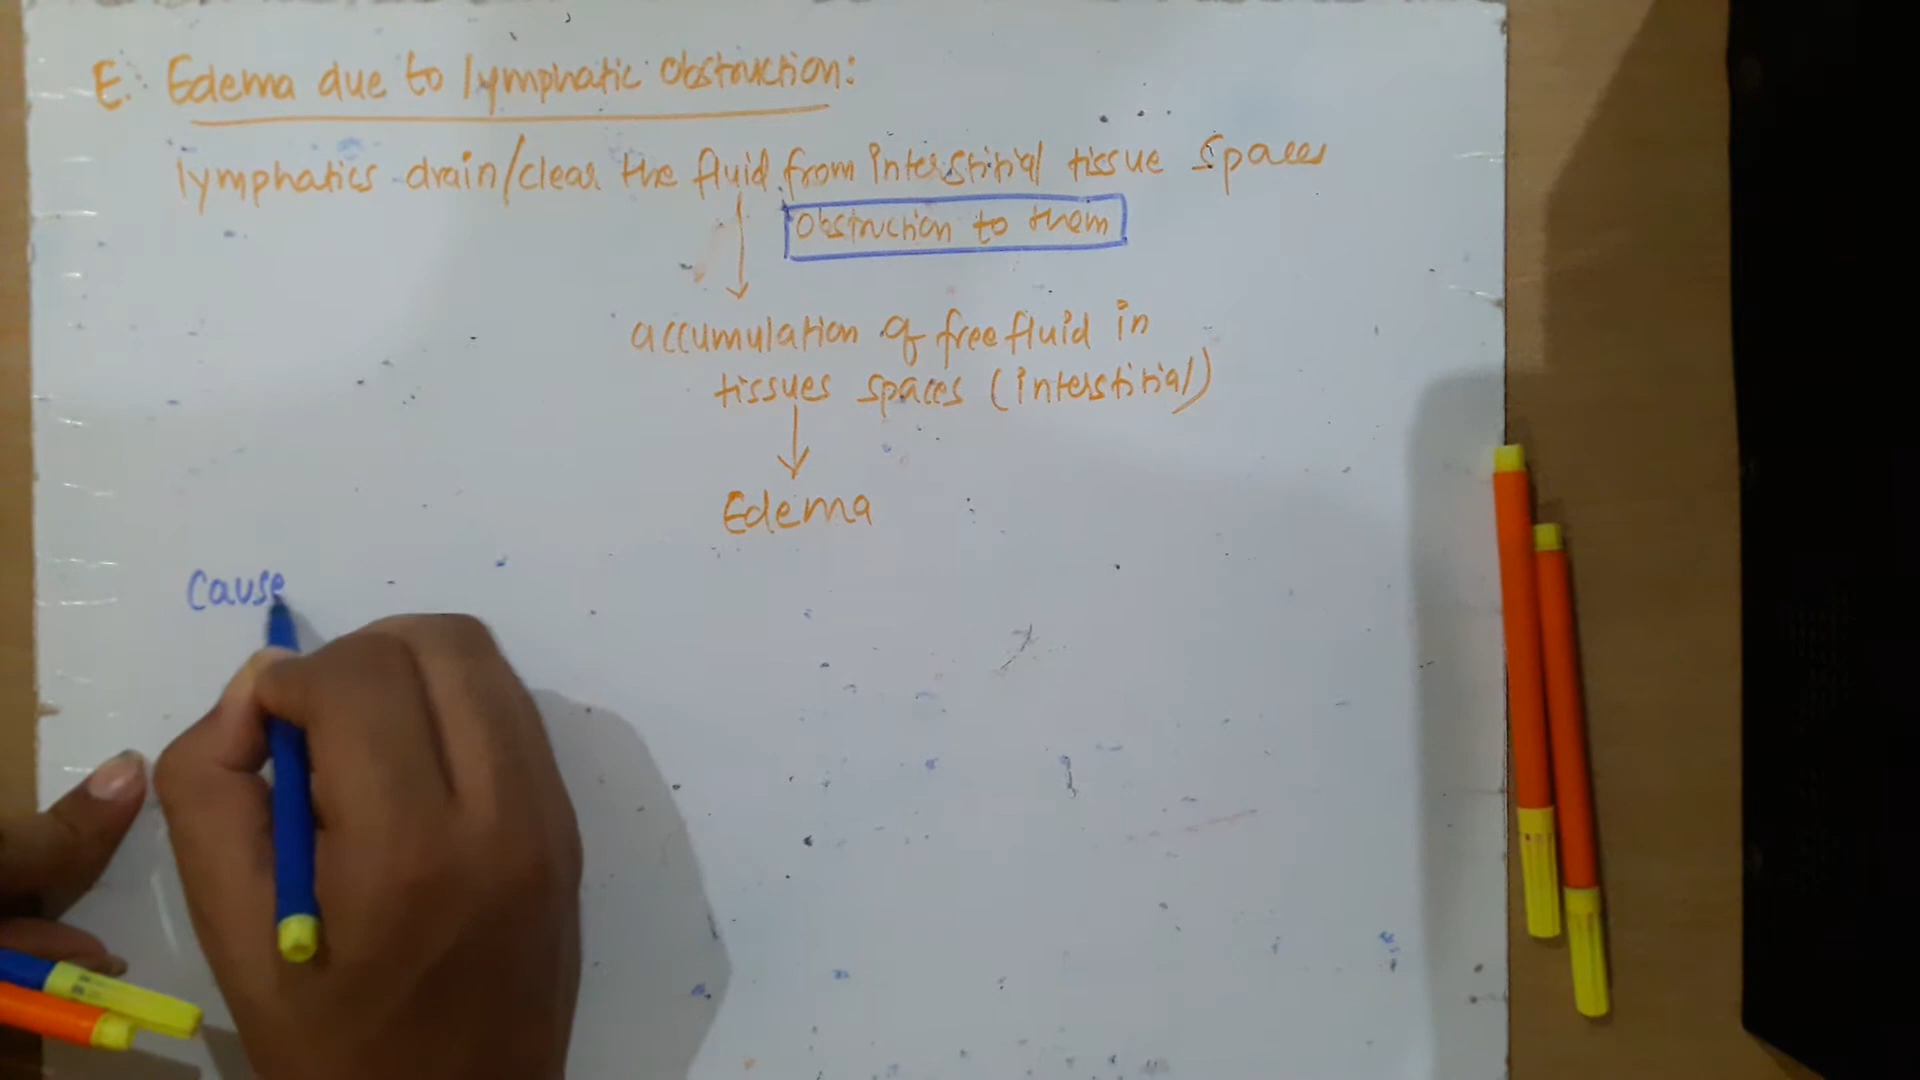 E. Edema due to lymphatic obstruction:
lymphatics drain/clear the fluid from interstitial tissue spaces
obstruction to them
accumulation of free fluid in
tissues spaces (interstitial)
Edema
Cause